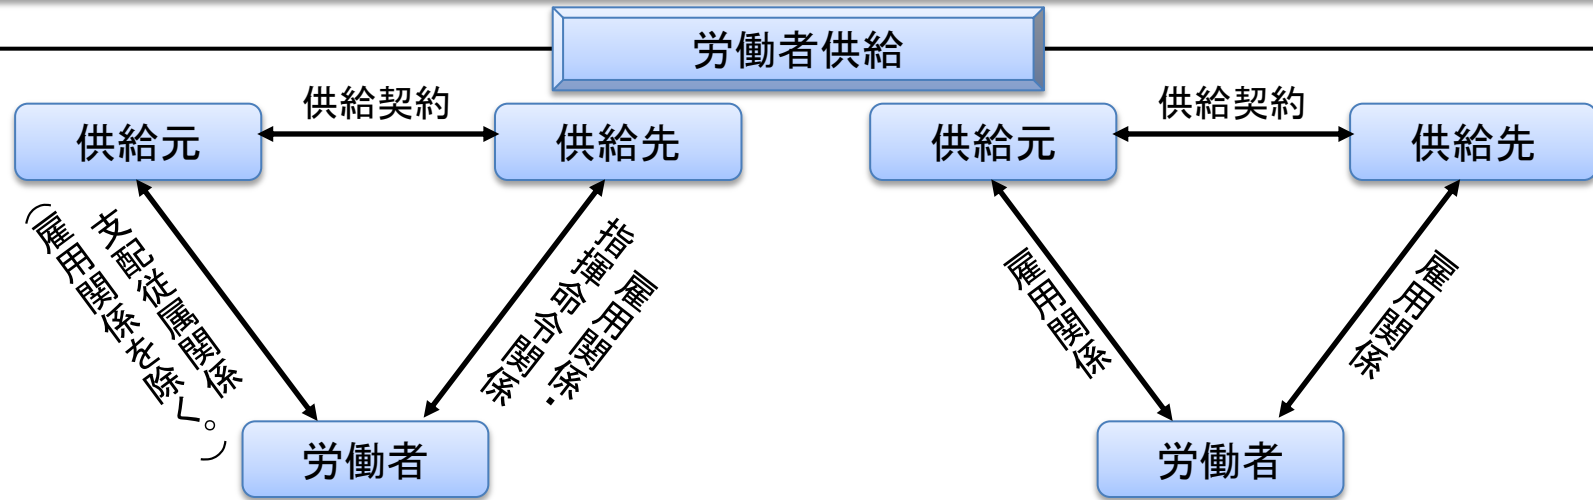 労働者供給
供給契約
供給元
供給先
支配従属関係
（雇用関係を除く。）
雇用関係・
指揮命令関係
労働者
供給契約
供給元
供給先
雇用関係
雇用関係
労働者